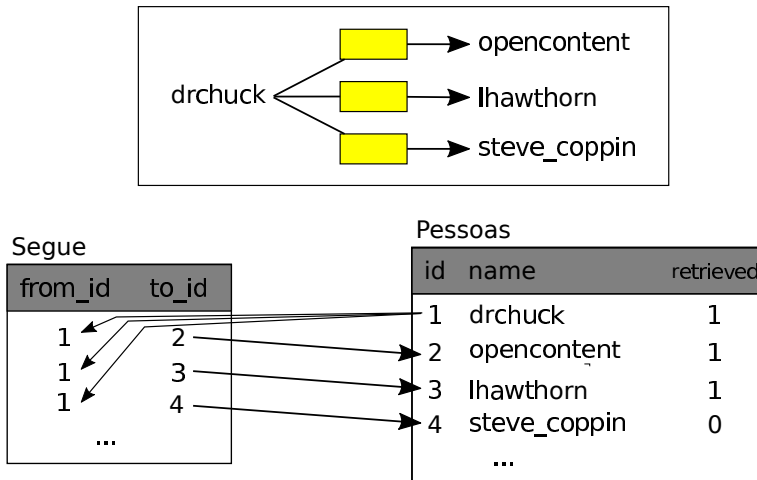 opencontent
drchuck
lhawthorn
steve_coppin
Segue
from_id to_id
1 2
1 3
1 4
...
Pessoas
id name retrieved
1 drchuck 1
2 opencontent 1
3 lhawthorn 1
4 steve_coppin 0
...